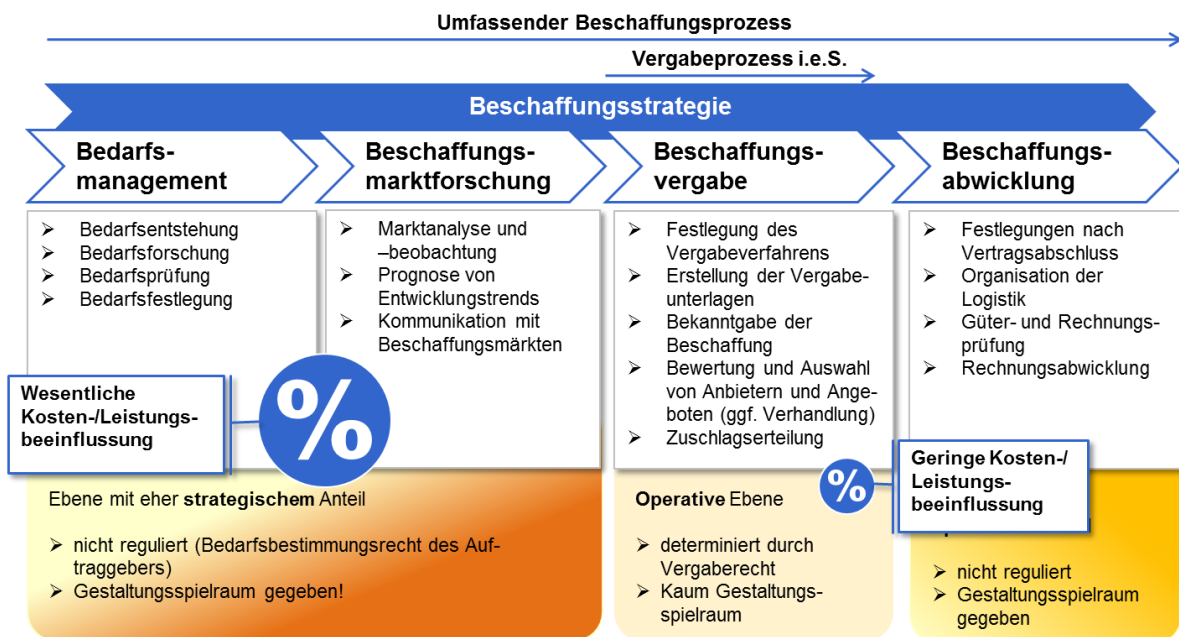 Umfassender Beschaffungsprozess
Vergabeprozess i.e.S.
Beschaffungsstrategie
Bedarfs-
management
Beschaffungs-
marktforschung
Beschaffungs-
vergabe
Beschaffungs-
abwicklung
➢ Bedarfsentstehung
➢ Bedarfsforschung
➢ Bedarfsprüfung
➢ Bedarfsfestlegung
➢ Marktanalyse und
–beobachtung
➢ Prognose von
Entwicklungstrends
➢ Kommunikation mit
Beschaffungsmärkten
➢ Festlegung des
Vergabeverfahrens
➢ Erstellung der Vergabe-
unterlagen
➢ Bekanntgabe der
Beschaffung
➢ Bewertung und Auswahl
von Anbietern und Ange-
boten (ggf. Verhandlung)
➢ Zuschlagserteilung
➢ Festlegungen nach
Vertragsabschluss
➢ Organisation der
Logistik
➢ Güter- und Rechnungs-
prüfung
➢ Rechnungsabwicklung
Wesentliche
Kosten-/Leistungs-
beeinflussung
%
%
Geringe Kosten-/
Leistungs-
beeinflussung
Ebene mit eher strategischem Anteil
➢ nicht reguliert (Bedarfsbestimmungsrecht des Auf-
traggebers)
➢ Gestaltungsspielraum gegeben!
Operative Ebene
➢ determiniert durch
Vergaberecht
➢ Kaum Gestaltungs-
spielraum
➢ nicht reguliert
➢ Gestaltungsspielraum
gegeben